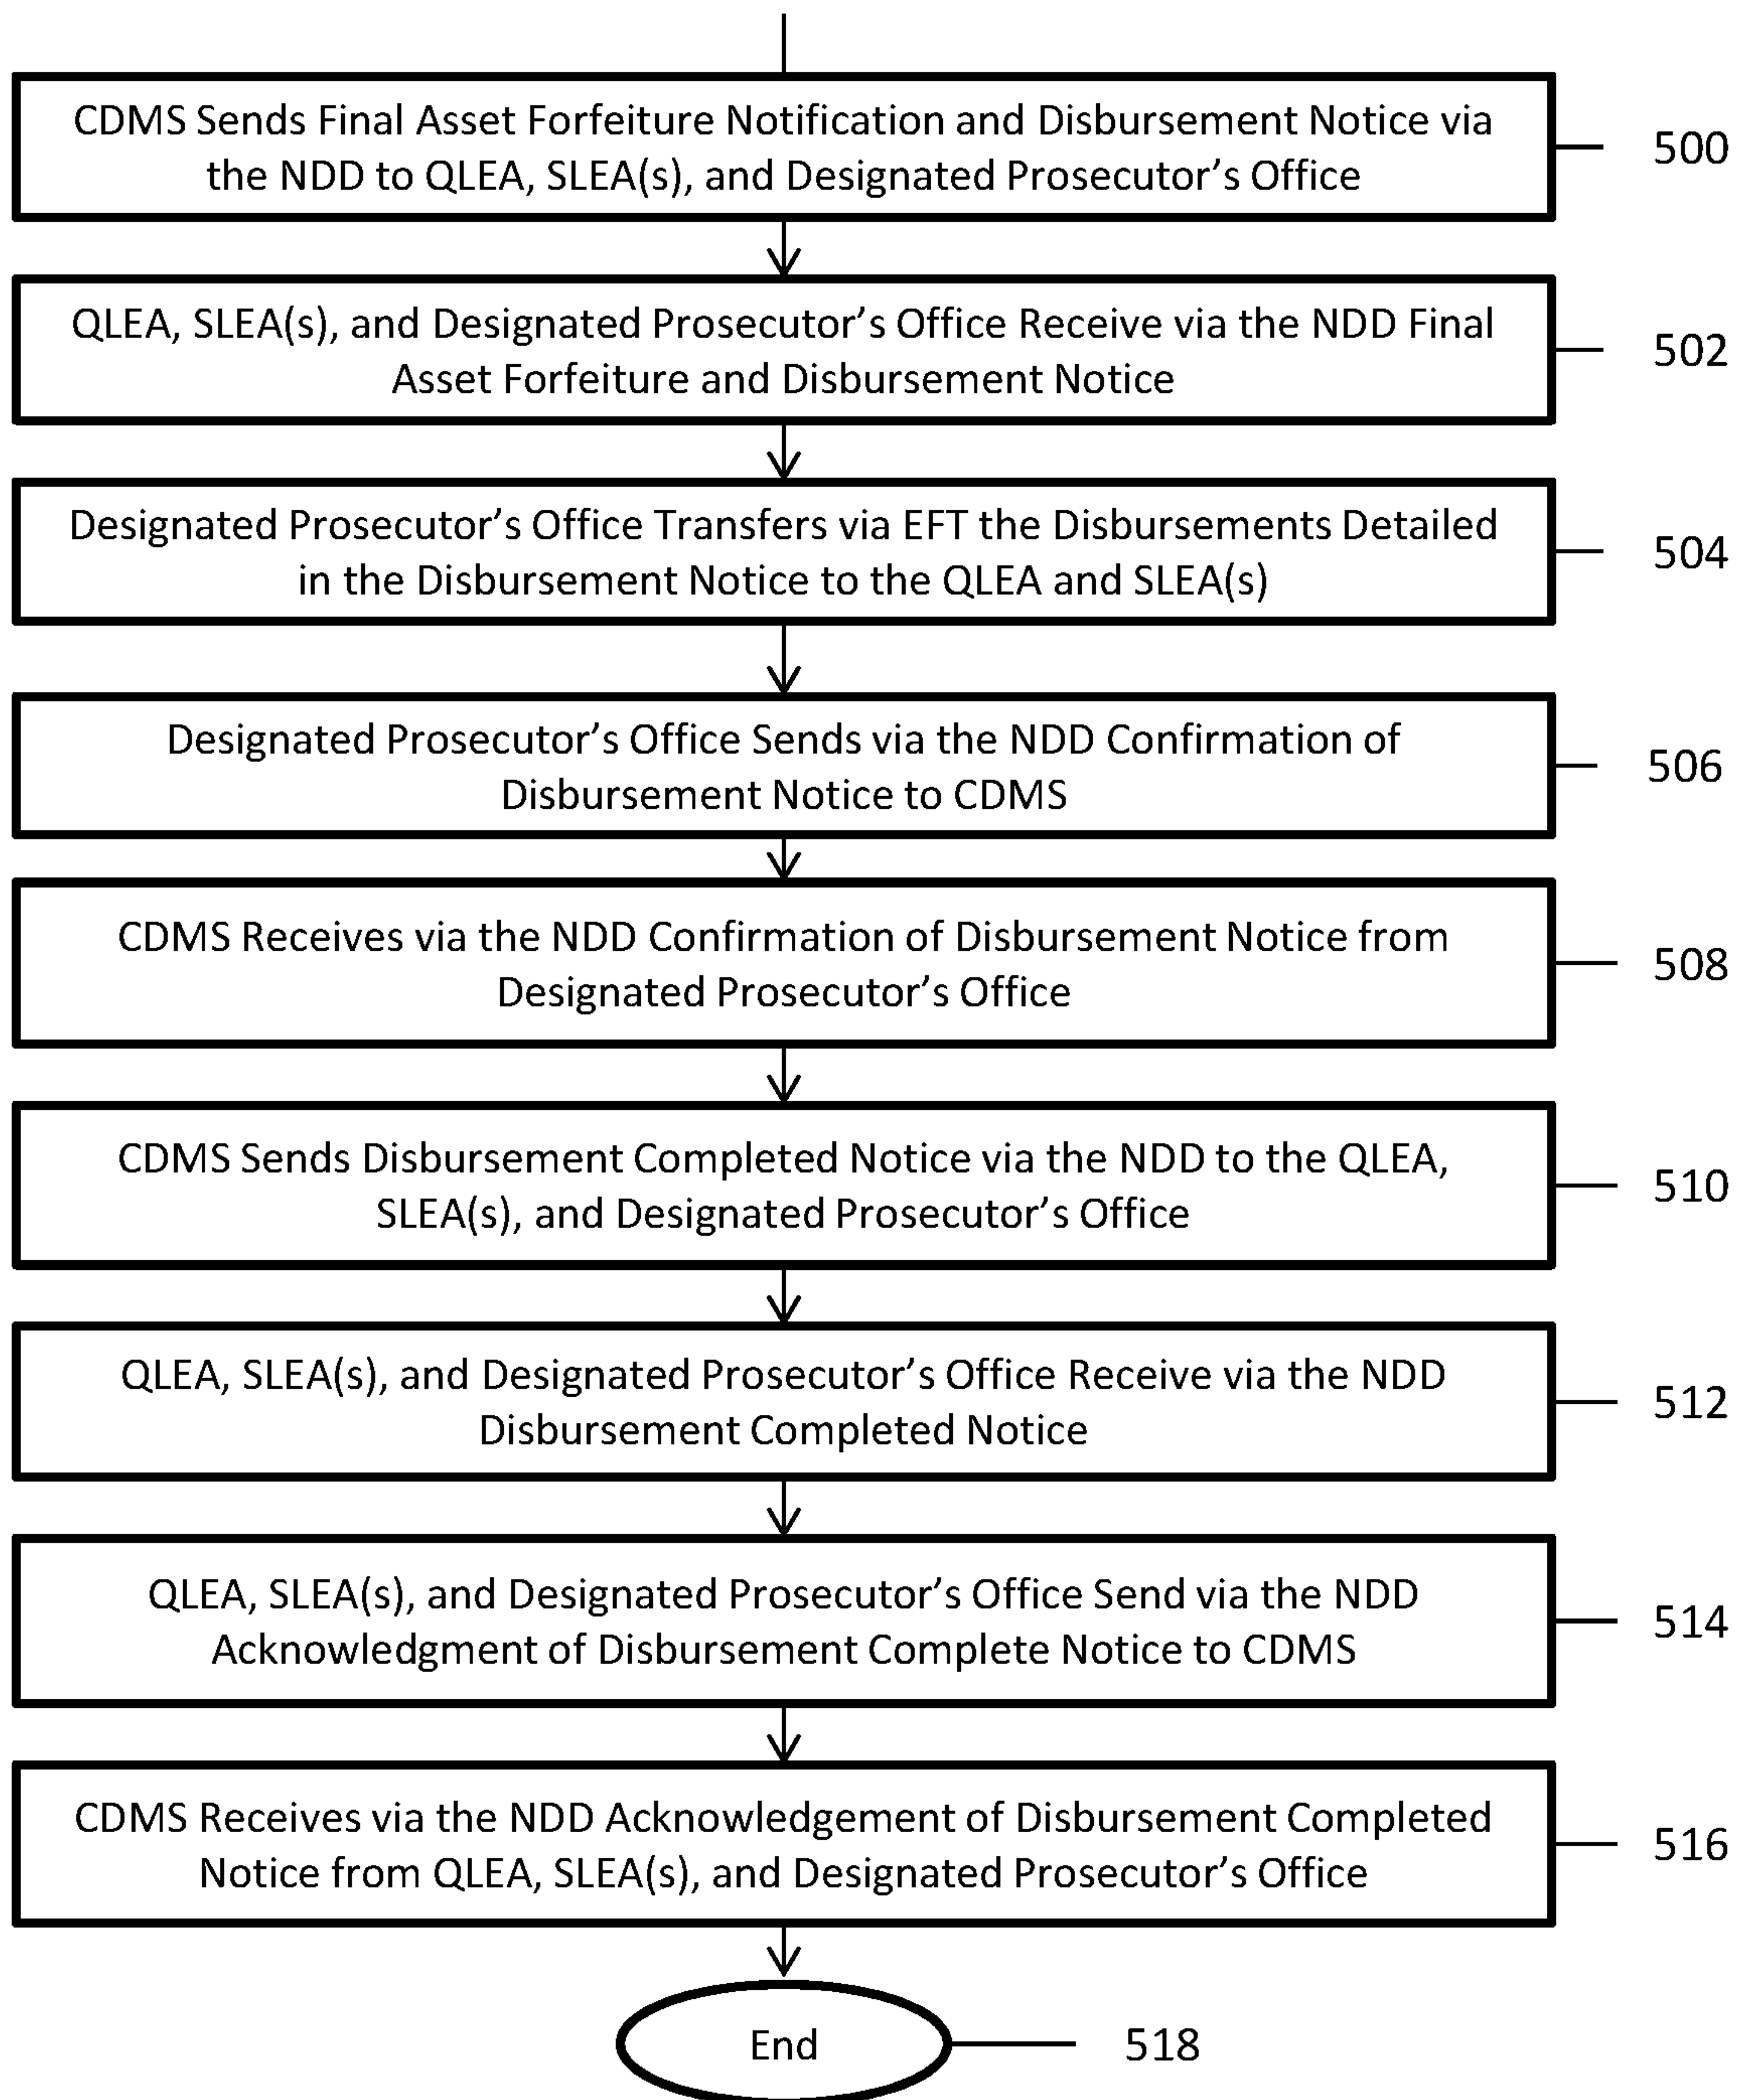 CDMS Sends Final Asset Forfeiture Notification and Disbursement Notice via
the NDD to QLEA, SLEA(s), and Designated Prosecutor’s Office
500
QLEA, SLEA(s), and Designated Prosecutor’s Office Receive via the NDD Final
Asset Forfeiture and Disbursement Notice
502
Designated Prosecutor’s Office Transfers via EFT the Disbursements Detailed
in the Disbursement Notice to the QLEA and SLEA(s)
504
Designated Prosecutor’s Office Sends via the NDD Confirmation of
Disbursement Notice to CDMS
506
CDMS Receives via the NDD Confirmation of Disbursement Notice from
Designated Prosecutor’s Office
508
CDMS Sends Disbursement Completed Notice via the NDD to the QLEA,
SLEA(s), and Designated Prosecutor’s Office
510
QLEA, SLEA(s), and Designated Prosecutor’s Office Receive via the NDD
Disbursement Completed Notice
512
QLEA, SLEA(s), and Designated Prosecutor’s Office Send via the NDD
Acknowledgment of Disbursement Complete Notice to CDMS
514
CDMS Receives via the NDD Acknowledgement of Disbursement Completed
Notice from QLEA, SLEA(s), and Designated Prosecutor’s Office
516
End
518